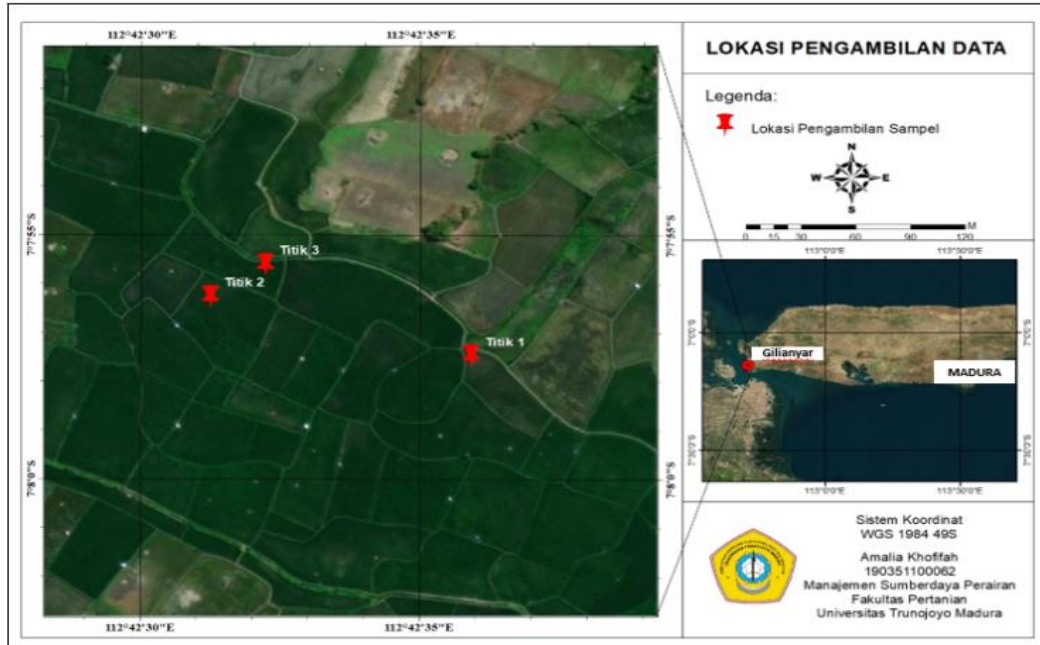 112°42'30"E
112°42'35"E
7°7'55"S
7°7'55"S
Titik 3
Titik 2
Titik 1
7°8'0"S
7°8'0"S
112°42'30"E
112°42'35"E
LOKASI PENGAMBILAN DATA
Legenda:
Lokasi Pengambilan Sampel
N
W
E
S
0 15 30 60 90 120
M
113°0'0"E
113°30'0"E
7°0'0"S
7°0'0"S
Gilianyar
MADURA
7°30'0"S
7°30'0"S
113°0'0"E
113°30'0"E
Sistem Koordinat
WGS 1984 49S
Amalia Khofifah
190351100062
Manajemen Sumberdaya Perairan
Fakultas Pertanian
Universitas Trunojoyo Madura